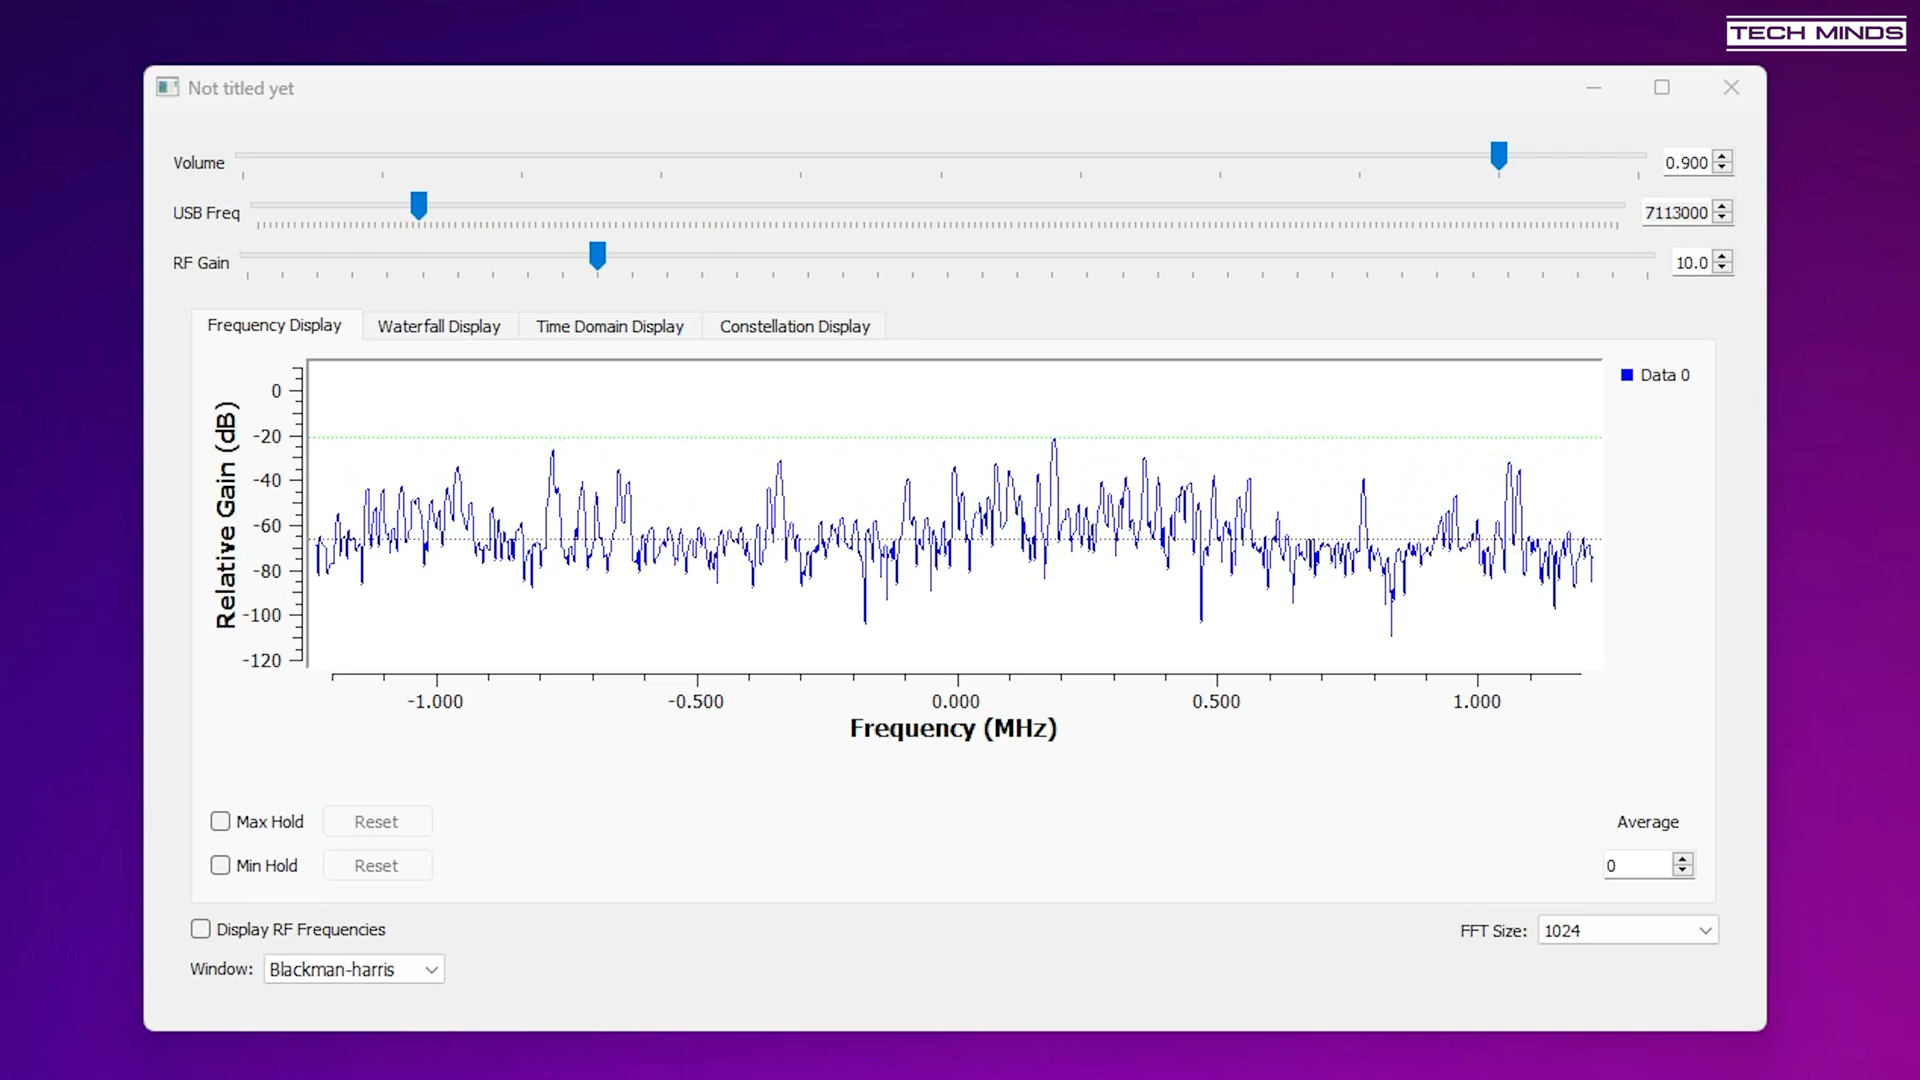 TECH MINDS
Not titled yet
Volume 0.900
USB Freq 7113000
RF Gain 10.0
Frequency Display Waterfall Display Time Domain Display Constellation Display
Data 0
Relative Gain (dB)
0
-20
-40
-60
-80
-100
-120
-1.000 -0.500 0.000 0.500 1.000
Frequency (MHz)
Max Hold Reset Average
Min Hold Reset 0
Display RF Frequencies FFT Size: 1024
Window: Blackman-harris